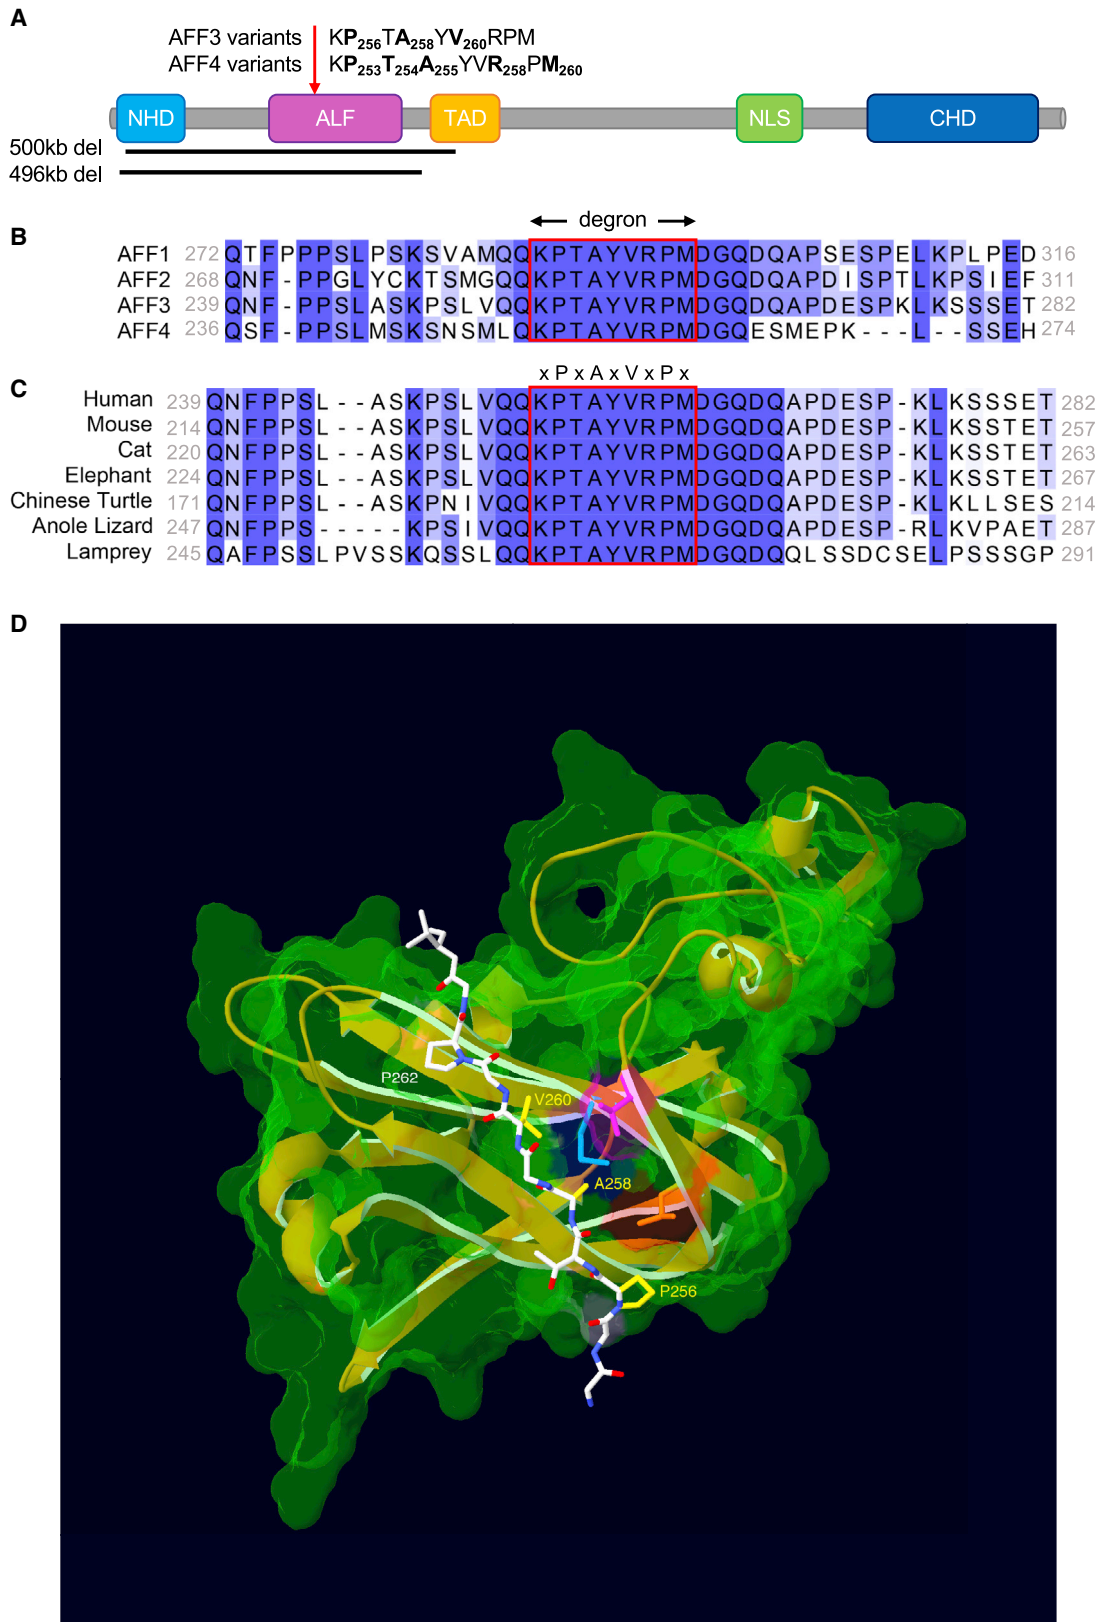 A
AFF3 variants KP256TA258YV260RPM
AFF4 variants KP253T254A255YVR258PM260
NHD ALF TAD NLS CHD
500kb del
496kb del
degron
B
AFF1 272 QTFPPPSLPSKSVAMQQKPTAYVRPMDGQDQAPSESPELKPLPED 316
AFF2 268 QNF-PPGLYCKTSMGQQKPTAYVRPMDGQDQAPDISPTLKPSIEF 311
AFF3 239 QNF-PPSLASKPSLVQQKPTAYVRPMDGQDQAPDESPKLKSSSET 282
AFF4 236 QSF-PPSLMSKSNSMLQKPTAYVRPMDGQESMEPK---L--SSEH 274
x P x A x V x P x
C
Human 239 QNFPPSL--ASKPSLVQQKPTAYVRPMDGQDQAPDESP-KLKSSSET 282
Mouse 214 QNFPPSL--ASKPSLVQQKPTAYVRPMDGQDQAPDESP-KLKSSTET 257
Cat 220 QNFPPSL--ASKPSLVQQKPTAYVRPMDGQDQAPDESP-KLKSSTET 263
Elephant 224 QNFPPSL--ASKPSLVQQKPTAYVRPMDGQDQAPDESP-KLKSSTET 267
Chinese Turtle 171 QNFPPSL--ASKPNIVQQKPTAYVRPMDGQDQAPDESP-KLKLLSES 214
Anole Lizard 247 QNFPPS-----KPSIVQQKPTAYVRPMDGQDQAPDESP-RLKVPAET 287
Lamprey 245 QAFPSSLPVSSKQSSLQQKPTAYVRPMDGQDQQLSSDCSELPSSSGP 291
D
P262
V260
A258
P256